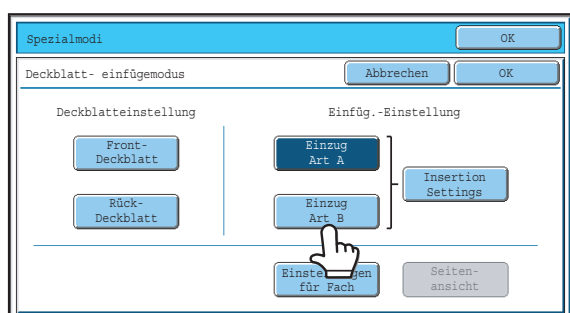 Spezialmodi OK
Deckblatt- einfügemodus Abbrechen OK
Deckblatteinstellung Einfüg.-Einstellung
Front-
Deckblatt
Einzug
Art A
Insertion
Settings
Rück-
Deckblatt
Einzug
Art B
für Fach
Seiten-
ansicht